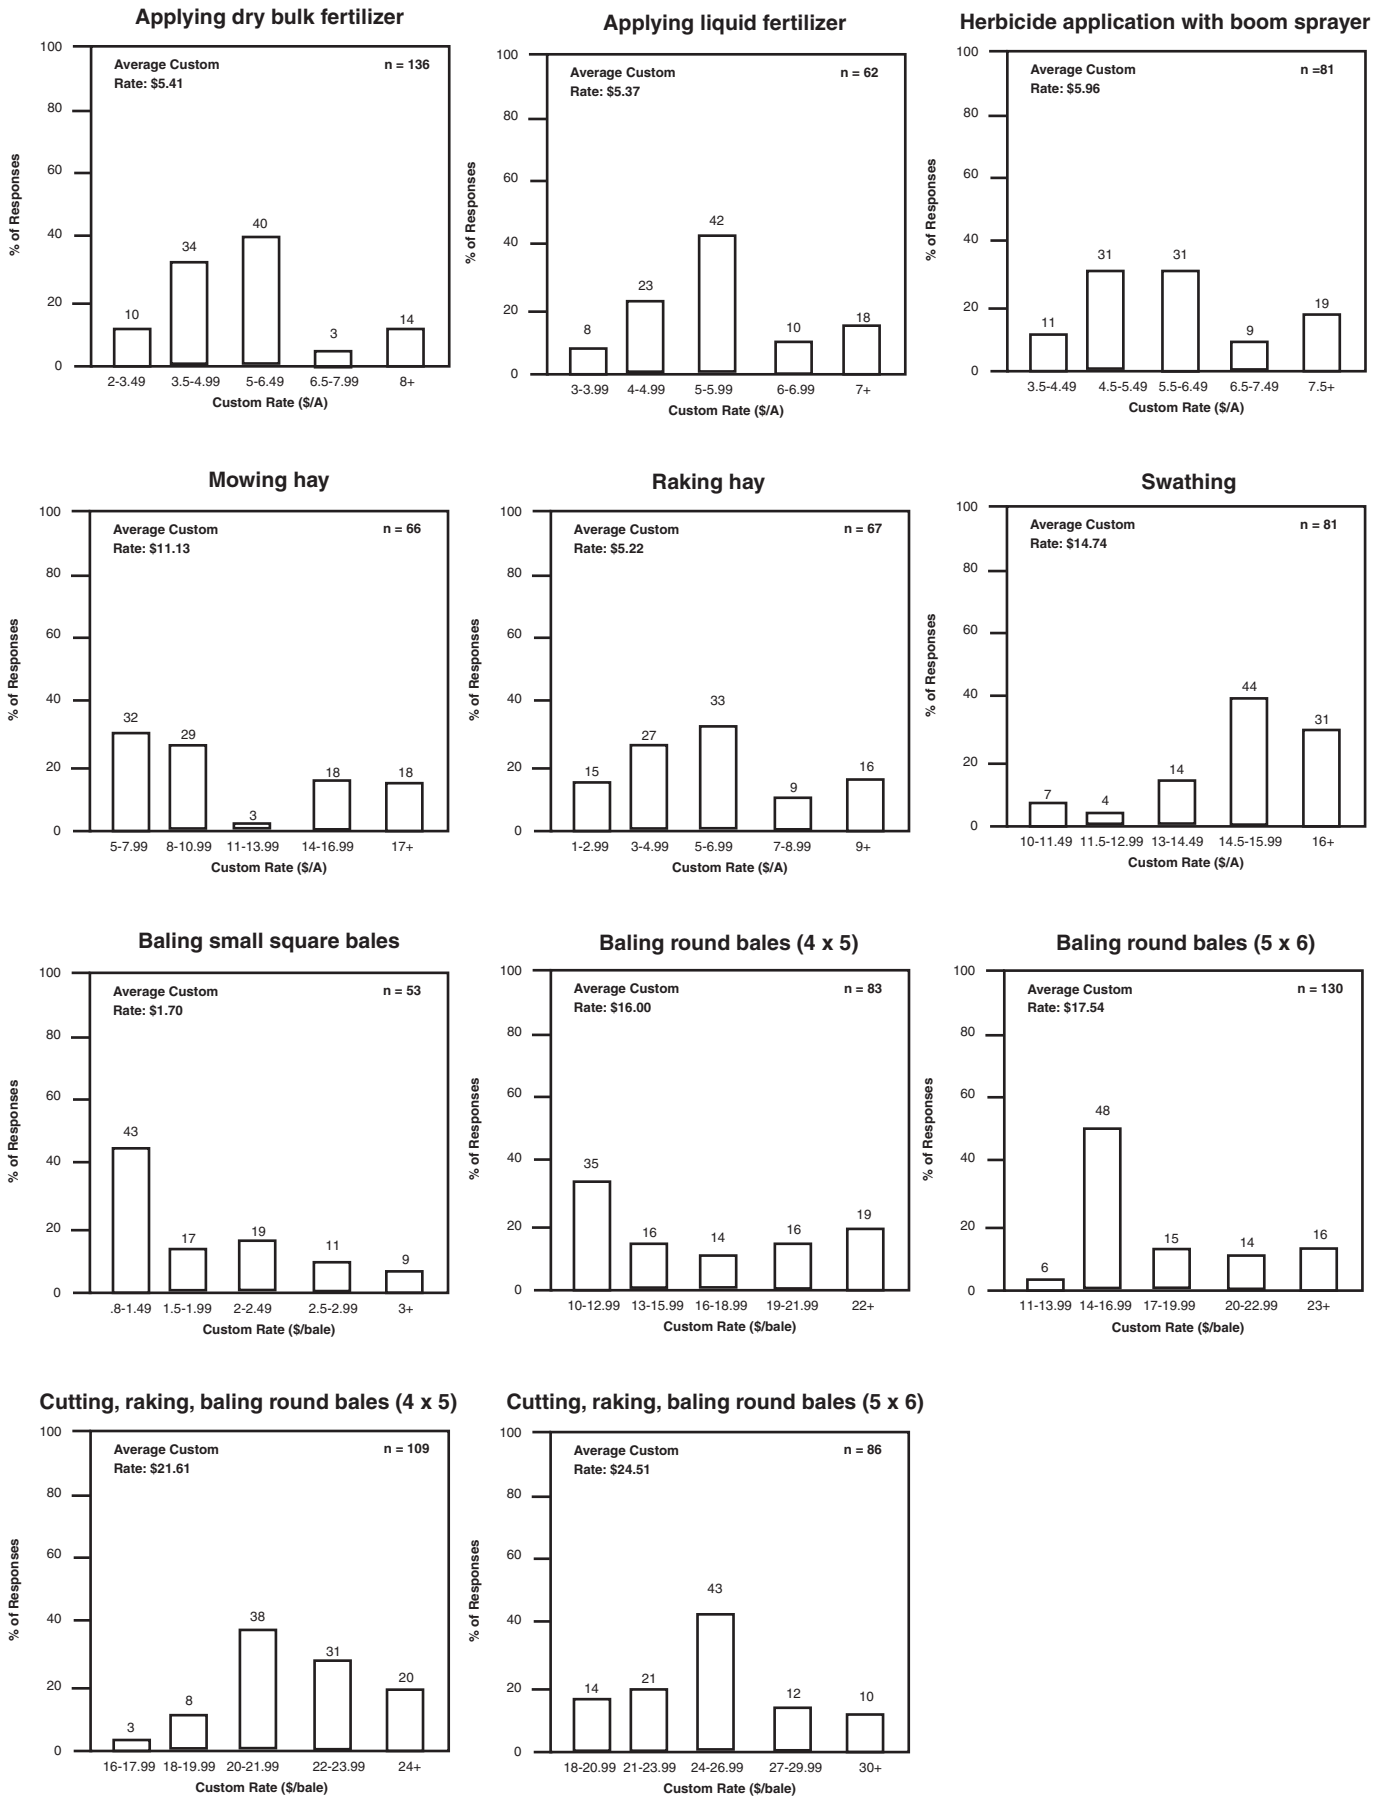 Applying dry bulk fertilizer
100
80
60
40
20
0
% of Responses
Average Custom
Rate: $5.41
n = 136
10
34
40
3
14
2-3.49 3.5-4.99 5-6.49 6.5-7.99 8+
Custom Rate ($/A)
Applying liquid fertilizer
100
80
60
40
20
0
% of Responses
Average Custom
Rate: $5.37
n = 62
8
23
42
10
18
3-3.99 4-4.99 5-5.99 6-6.99 7+
Custom Rate ($/A)
Herbicide application with boom sprayer
100
80
60
40
20
0
% of Responses
Average Custom
Rate: $5.96
n =81
11
31
31
9
19
3.5-4.49 4.5-5.49 5.5-6.49 6.5-7.49 7.5+
Custom Rate ($/A)
Mowing hay
100
80
60
40
20
0
% of Responses
Average Custom
Rate: $11.13
n = 66
32
29
3
18
18
5-7.99 8-10.99 11-13.99 14-16.99 17+
Custom Rate ($/A)
Raking hay
100
80
60
40
20
0
% of Responses
Average Custom
Rate: $5.22
n = 67
15
27
33
9
16
1-2.99 3-4.99 5-6.99 7-8.99 9+
Custom Rate ($/A)
Swathing
100
80
60
40
20
0
% of Responses
Average Custom
Rate: $14.74
n = 81
7
4
14
44
31
10-11.49 11.5-12.99 13-14.49 14.5-15.99 16+
Custom Rate ($/A)
Baling small square bales
100
80
60
40
20
0
% of Responses
Average Custom
Rate: $1.70
n = 53
43
17
19
11
9
.8-1.49 1.5-1.99 2-2.49 2.5-2.99 3+
Custom Rate ($/bale)
Baling round bales (4 x 5)
100
80
60
40
20
0
% of Responses
Average Custom
Rate: $16.00
n = 83
35
16
14
16
19
10-12.99 13-15.99 16-18.99 19-21.99 22+
Custom Rate ($/bale)
Baling round bales (5 x 6)
100
80
60
40
20
0
% of Responses
Average Custom
Rate: $17.54
n = 130
6
48
15
14
16
11-13.99 14-16.99 17-19.99 20-22.99 23+
Custom Rate ($/bale)
Cutting, raking, baling round bales (4 x 5)
100
80
60
40
20
0
% of Responses
Average Custom
Rate: $21.61
n = 109
3
8
38
31
20
16-17.99 18-19.99 20-21.99 22-23.99 24+
Custom Rate ($/bale)
Cutting, raking, baling round bales (5 x 6)
100
80
60
40
20
0
% of Responses
Average Custom
Rate: $24.51
n = 86
14
21
43
12
10
18-20.99 21-23.99 24-26.99 27-29.99 30+
Custom Rate ($/bale)